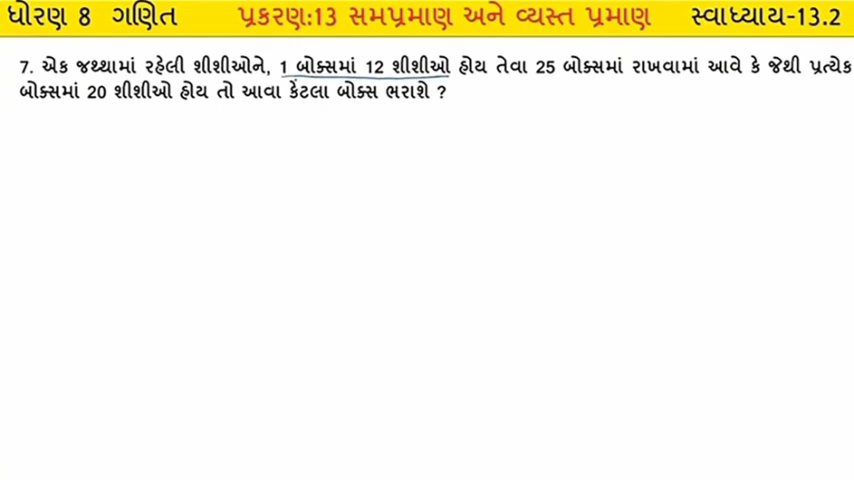 ધોરણ 8 ગણિત પ્રકરણ:13 સમપ્રમાણ અને વ્યસ્ત પ્રમાણ સ્વાધ્યાય-13.2
7. એક જથ્થામાં રહેલી શીશીઓને, 1 બોક્સમાં 12 શીશીઓ હોય તેવા 25 બોક્સમાં રાખવામાં આવે કે જેથી પ્રત્યેક
બોક્સમાં 20 શીશીઓ હોય તો આવા કેટલા બોક્સ ભરાશે ?